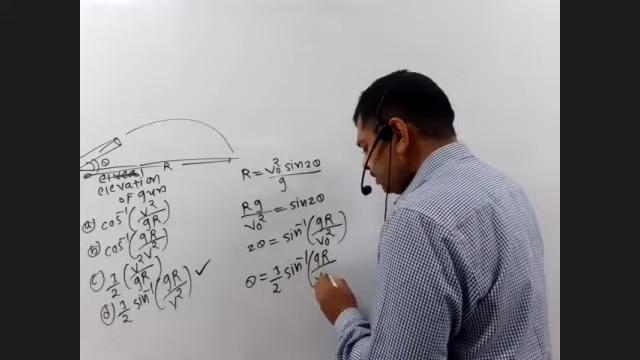 θ
R
elevation
of gun
a) cos⁻¹(v²/gR)
b) cos⁻¹(gR/2v²)
c) 1/2 (v²/gR)
d) 1/2 sin⁻¹(gR/v²) ✓
R = v₀² sin2θ/g
Rg/v₀² = sin2θ
2θ = sin⁻¹(gR/v₀²)
θ = 1/2 sin⁻¹(gR/v